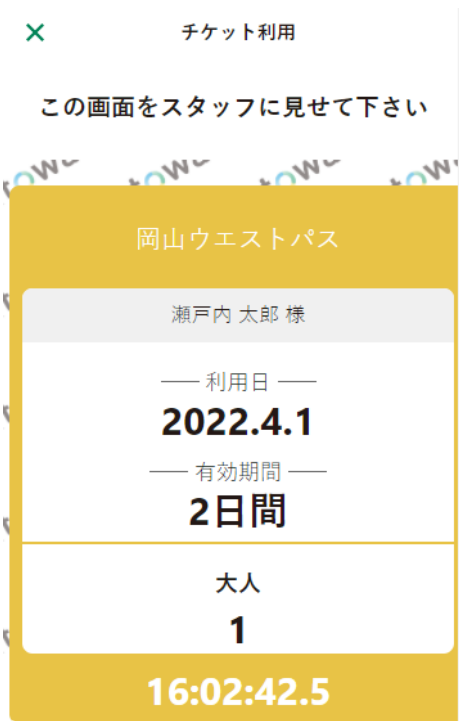 チケット利用
この画面をスタッフに見せて下さい
岡山ウエストパス
瀬戸内 太郎 様
利用日
2022.4.1
有効期間
2日間
大人
1
16:02:42.5